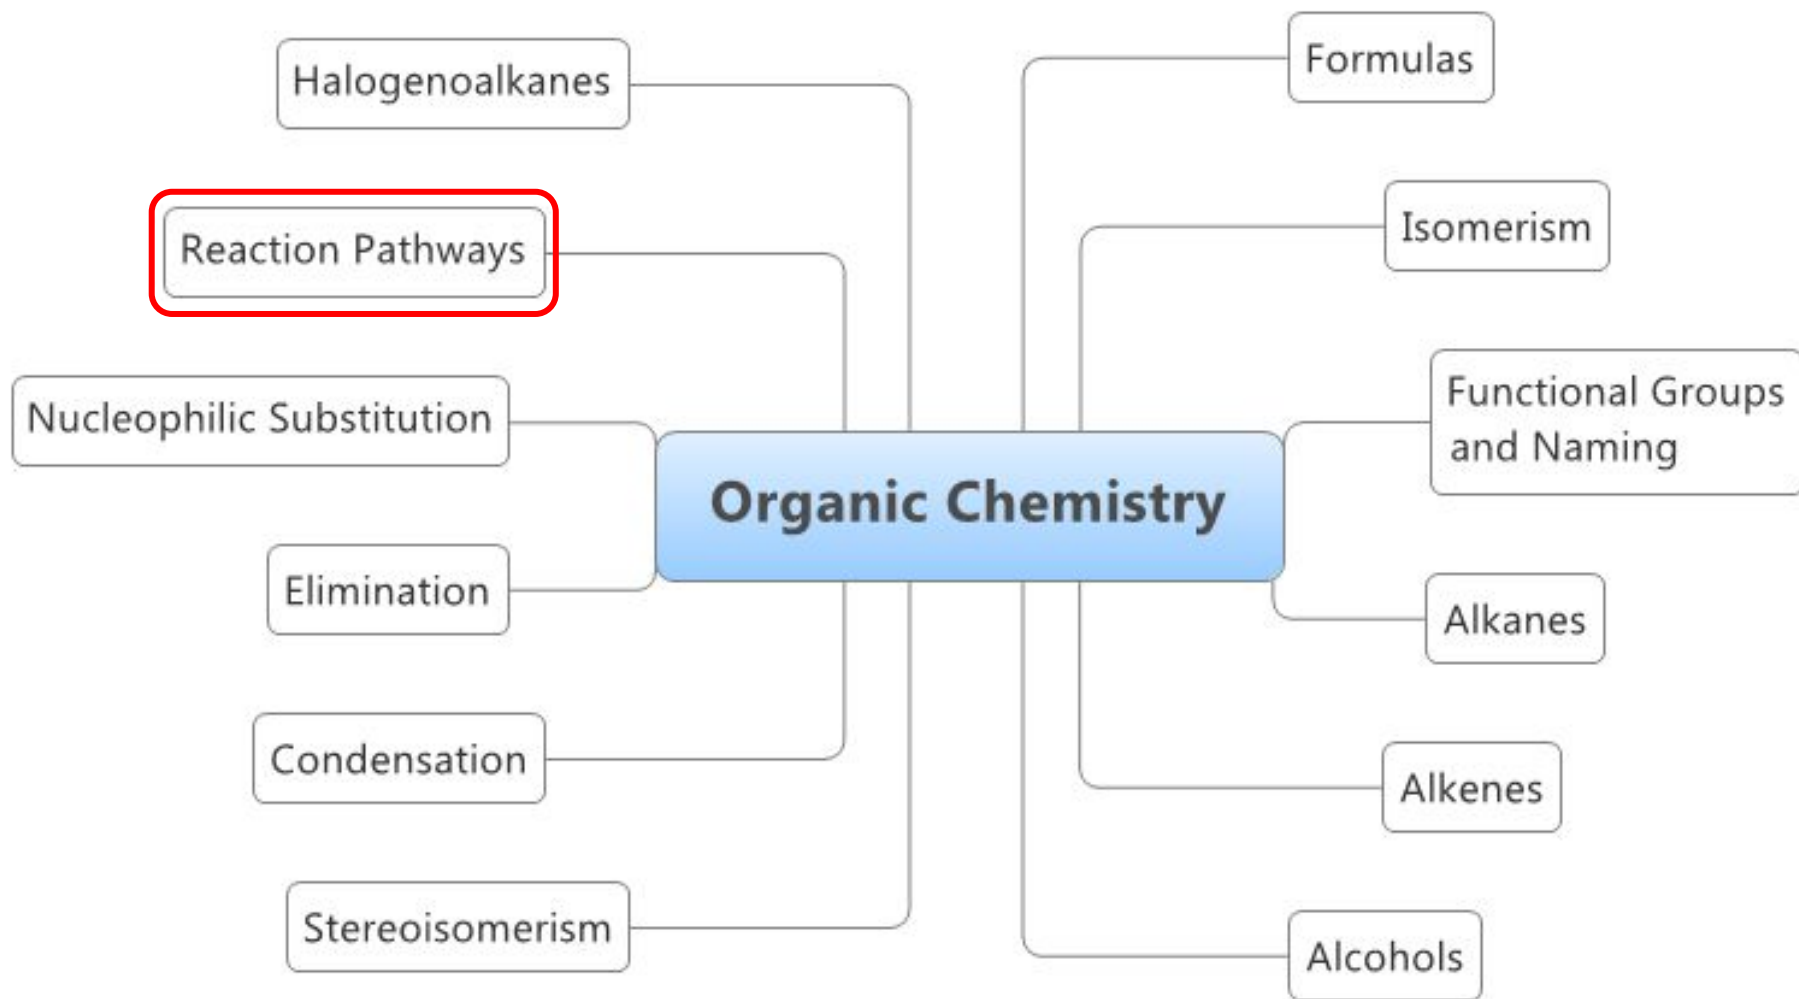 Halogenoalkanes
Reaction Pathways
Nucleophilic Substitution
Elimination
Condensation
Stereoisomerism
Organic Chemistry
Formulas
Isomerism
Functional Groups
and Naming
Alkanes
Alkenes
Alcohols